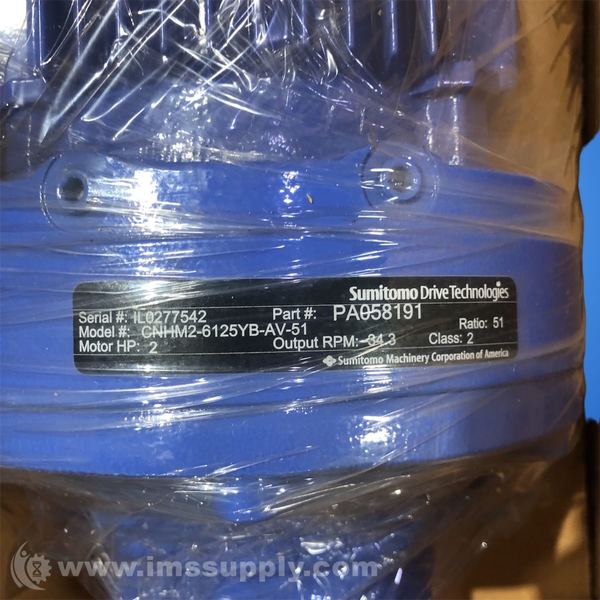 Sumitomo Drive Technologies
Serial #: IL0277542 Part #: PA058191
Model #: CNHM2-6125YB-AV-51 Ratio: 51
Motor HP: 2 Output RPM: 34.3 Class: 2
Sumitomo Machinery Corporation of America
www.imssupply.com